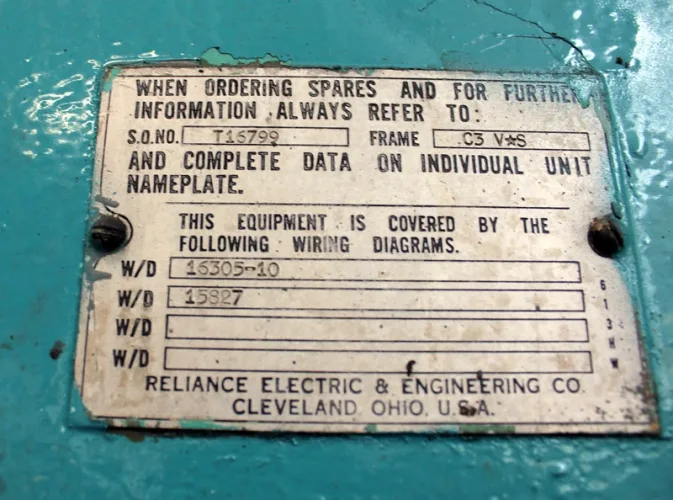 WHEN ORDERING SPARES AND FOR FURTHER
INFORMATION ALWAYS REFER TO:
S.O.NO. T16799 FRAME C3 V★S
AND COMPLETE DATA ON INDIVIDUAL UNIT
NAMEPLATE.
THIS EQUIPMENT IS COVERED BY THE
FOLLOWING WIRING DIAGRAMS.
W/D 16305-10
W/D 15827
W/D
W/D
613HW
RELIANCE ELECTRIC & ENGINEERING CO.
CLEVELAND, OHIO, U.S.A.